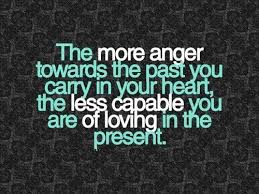 The more anger
towards the past you
carry in your heart,
the less capable you
are of loving in the
present.